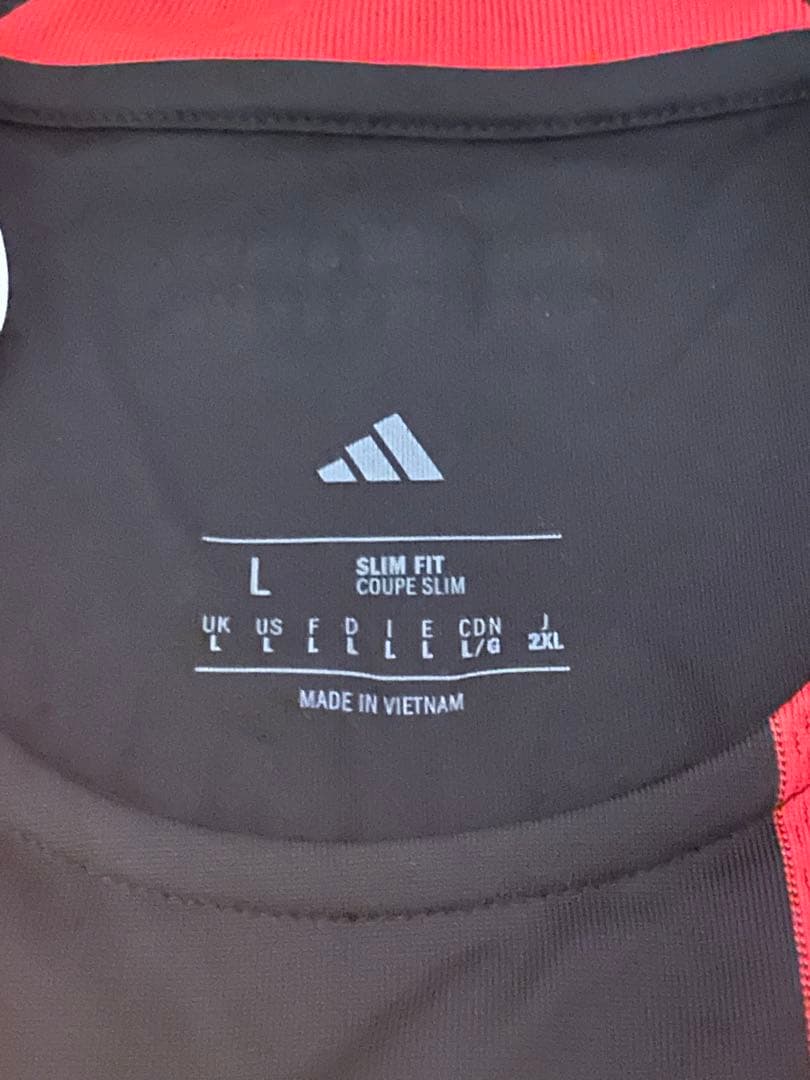 L SLIM FIT
COUPE SLIM
UK US F D I E CDN J
L L L L L L L/G 2XL
MADE IN VIETNAM